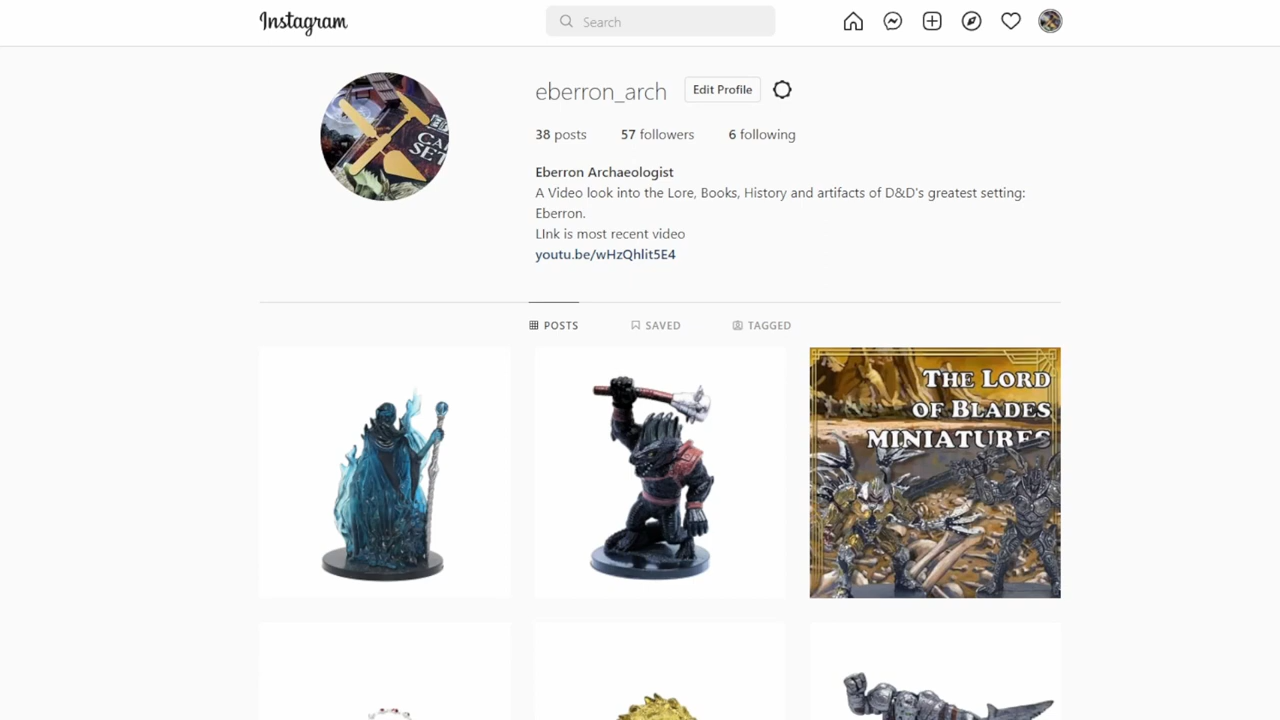 Instagram
Search
eberron_arch
Edit Profile
38 posts
57 followers
6 following
Eberron Archaeologist
A Video look into the Lore, Books, History and artifacts of D&D's greatest setting:
Eberron.
LInk is most recent video
youtu.be/wHzQhlit5E4
POSTS
SAVED
TAGGED
THE LORD
OF BLADES
MINIATURES